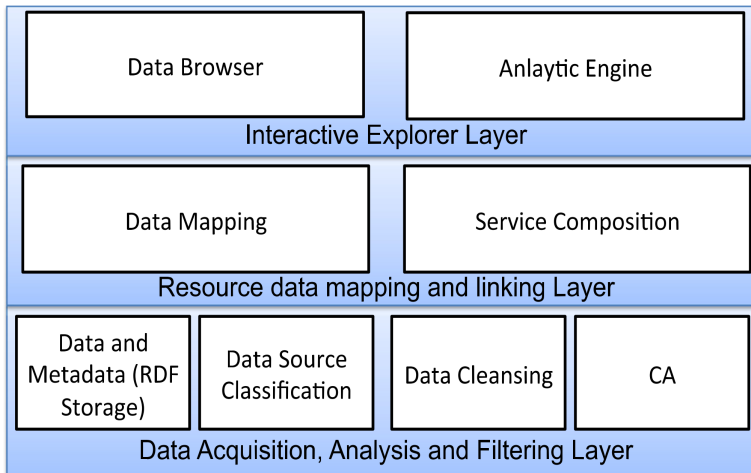 Data Browser
Anlaytic Engine
Interactive Explorer Layer
Data Mapping
Service Composition
Resource data mapping and linking Layer
Data and
Metadata (RDF
Storage)
Data Source
Classification
Data Cleansing
CA
Data Acquisition, Analysis and Filtering Layer